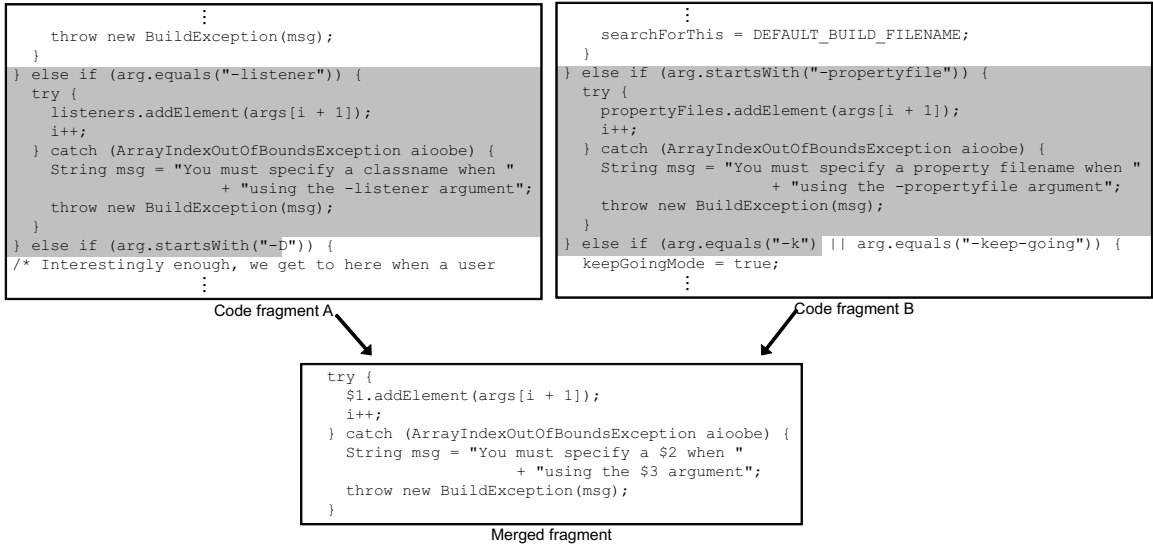 ⋮
throw new BuildException(msg);
}
} else if (arg.equals("-listener")) {
try {
listeners.addElement(args[i + 1]);
i++;
} catch (ArrayIndexOutOfBoundsException aioobe) {
String msg = "You must specify a classname when "
+ "using the -listener argument";
throw new BuildException(msg);
}
} else if (arg.startsWith("-D")) {
/* Interestingly enough, we get to here when a user
⋮
Code fragment A
⋮
searchForThis = DEFAULT_BUILD_FILENAME;
}
} else if (arg.startsWith("-propertyfile")) {
try {
propertyFiles.addElement(args[i + 1]);
i++;
} catch (ArrayIndexOutOfBoundsException aioobe) {
String msg = "You must specify a property filename when "
+ "using the -propertyfile argument";
throw new BuildException(msg);
}
} else if (arg.equals("-k") || arg.equals("-keep-going")) {
keepGoingMode = true;
⋮
Code fragment B
try {
$1.addElement(args[i + 1]);
i++;
} catch (ArrayIndexOutOfBoundsException aioobe) {
String msg = "You must specify a $2 when "
+ "using the $3 argument";
throw new BuildException(msg);
}
Merged fragment